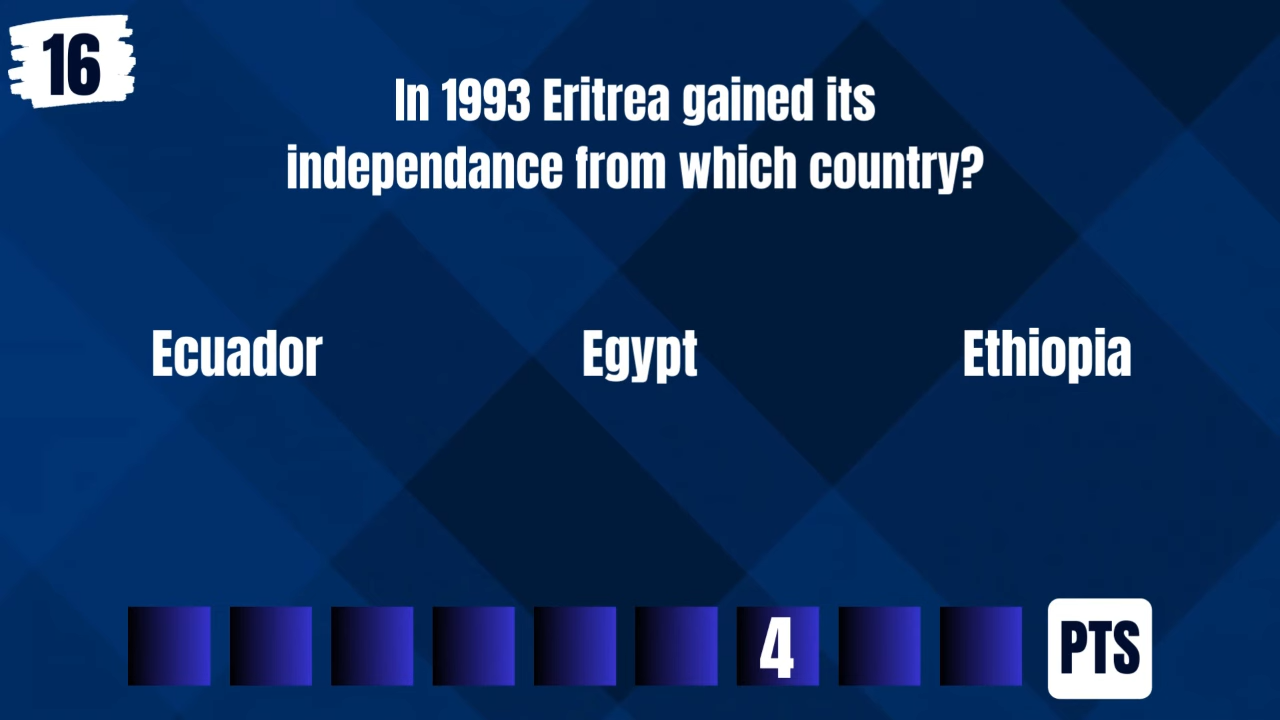 16
In 1993 Eritrea gained its
independance from which country?
Ecuador
Egypt
Ethiopia
4
PTS